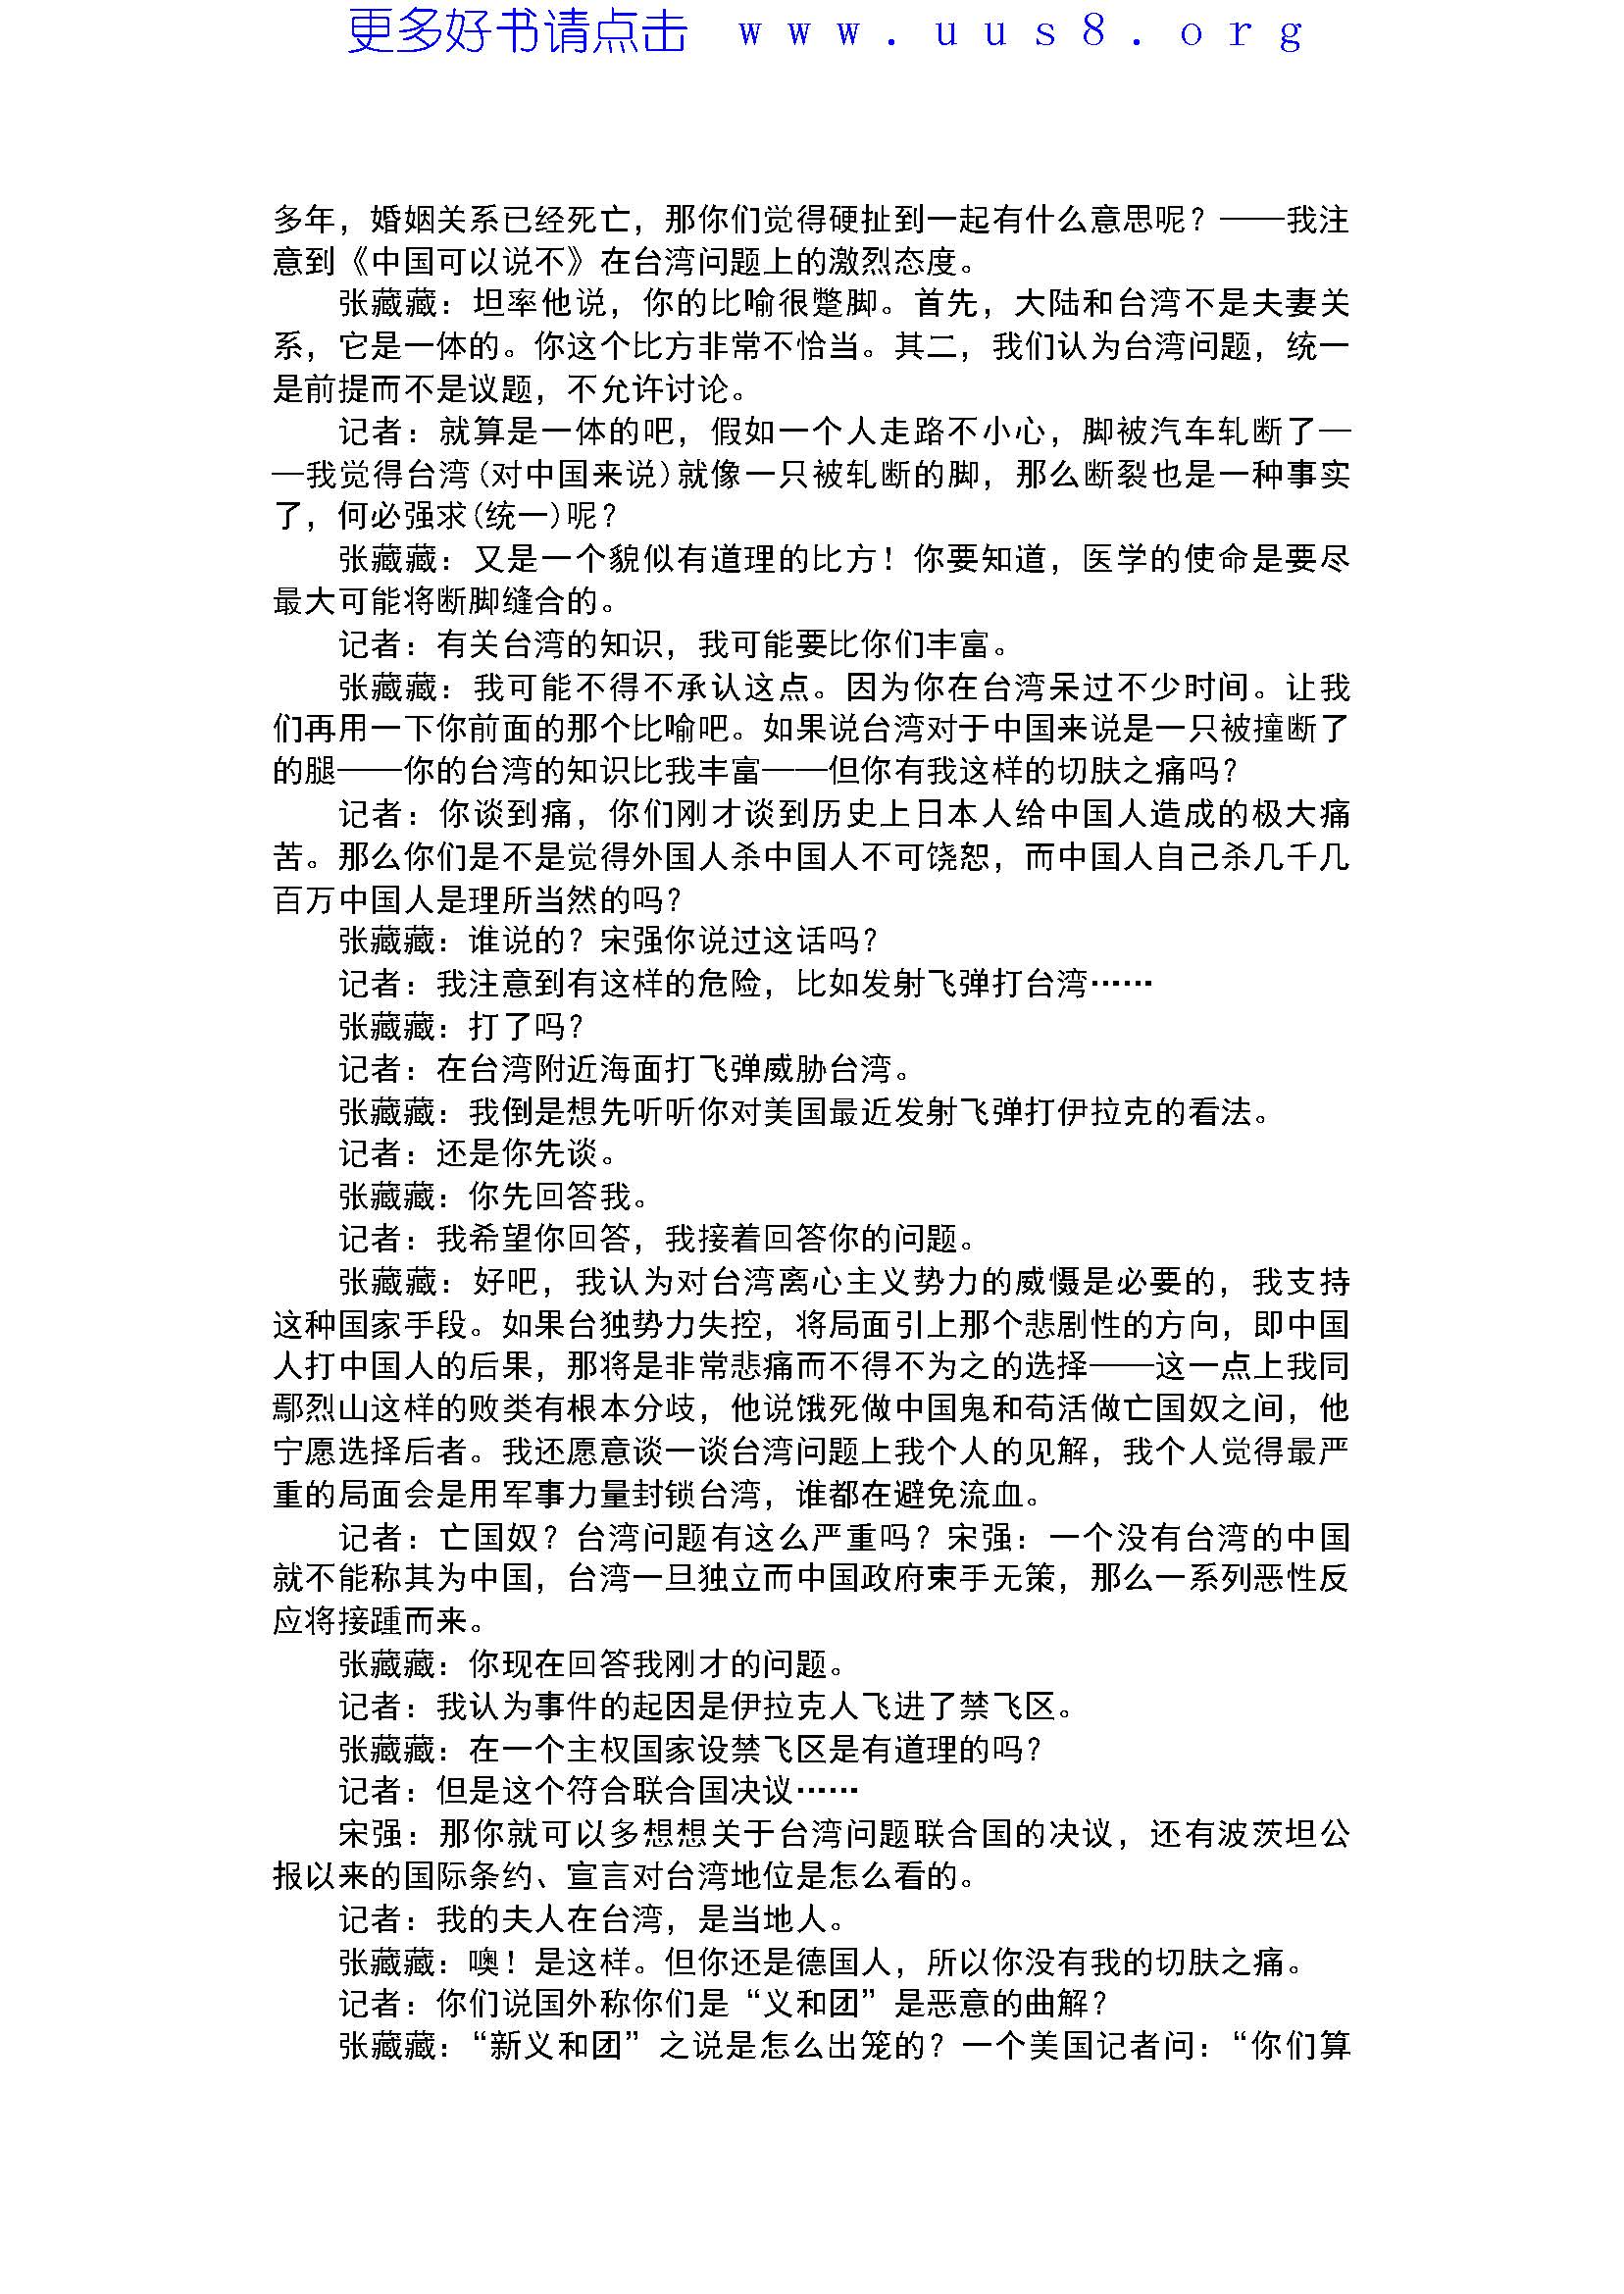 更多好书请点击 www.uus8.org
多年，婚姻关系已经死亡，那你们觉得硬扯到一起有什么意思呢？——我注
意到《中国可以说不》在台湾问题上的激烈态度。
张藏藏：坦率他说，你的比喻很蹩脚。首先，大陆和台湾不是夫妻关
系，它是一体的。你这个比方非常不恰当。其二，我们认为台湾问题，统一
是前提而不是议题，不允许讨论。
记者：就算是一体的吧，假如一个人走路不小心，脚被汽车轧断了—
—我觉得台湾(对中国来说)就像一只被轧断的脚，那么断裂也是一种事实
了，何必强求(统一)呢？
张藏藏：又是一个貌似有道理的比方！你要知道，医学的使命是要尽
最大可能将断脚缝合的。
记者：有关台湾的知识，我可能要比你们丰富。
张藏藏：我可能不得不承认这点。因为你在台湾呆过不少时间。让我
们再用一下你前面的那个比喻吧。如果说台湾对于中国来说是一只被撞断了
的腿——你的台湾的知识比我丰富——但你有我这样的切肤之痛吗？
记者：你谈到痛，你们刚才谈到历史上日本人给中国人造成的极大痛
苦。那么你们是不是觉得外国人杀中国人不可饶恕，而中国人自己杀几千几
百万中国人是理所当然的吗？
张藏藏：谁说的？宋强你说过这话吗？
记者：我注意到有这样的危险，比如发射飞弹打台湾……
张藏藏：打了吗？
记者：在台湾附近海面打飞弹威胁台湾。
张藏藏：我倒是想先听听你对美国最近发射飞弹打伊拉克的看法。
记者：还是你先谈。
张藏藏：你先回答我。
记者：我希望你回答，我接着回答你的问题。
张藏藏：好吧，我认为对台湾离心主义势力的威慑是必要的，我支持
这种国家手段。如果台独势力失控，将局面引上那个悲剧性的方向，即中国
人打中国人的后果，那将是非常悲痛而不得不为之的选择——这一点上我同
鄢烈山这样的败类有根本分歧，他说饿死做中国鬼和苟活做亡国奴之间，他
宁愿选择后者。我还愿意谈一谈台湾问题上我个人的见解，我个人觉得最严
重的局面会是用军事力量封锁台湾，谁都在避免流血。
记者：亡国奴？台湾问题有这么严重吗？宋强：一个没有台湾的中国
就不能称其为中国，台湾一旦独立而中国政府束手无策，那么一系列恶性反
应将接踵而来。
张藏藏：你现在回答我刚才的问题。
记者：我认为事件的起因是伊拉克人飞进了禁飞区。
张藏藏：在一个主权国家设禁飞区是有道理的吗？
记者：但是这个符合联合国决议……
宋强：那你就可以多想想关于台湾问题联合国的决议，还有波茨坦公
报以来的国际条约、宣言对台湾地位是怎么看的。
记者：我的夫人在台湾，是当地人。
张藏藏：噢！是这样。但你还是德国人，所以你没有我的切肤之痛。
记者：你们说国外称你们是“义和团”是恶意的曲解？
张藏藏：“新义和团”之说是怎么出笼的？一个美国记者问：“你们算